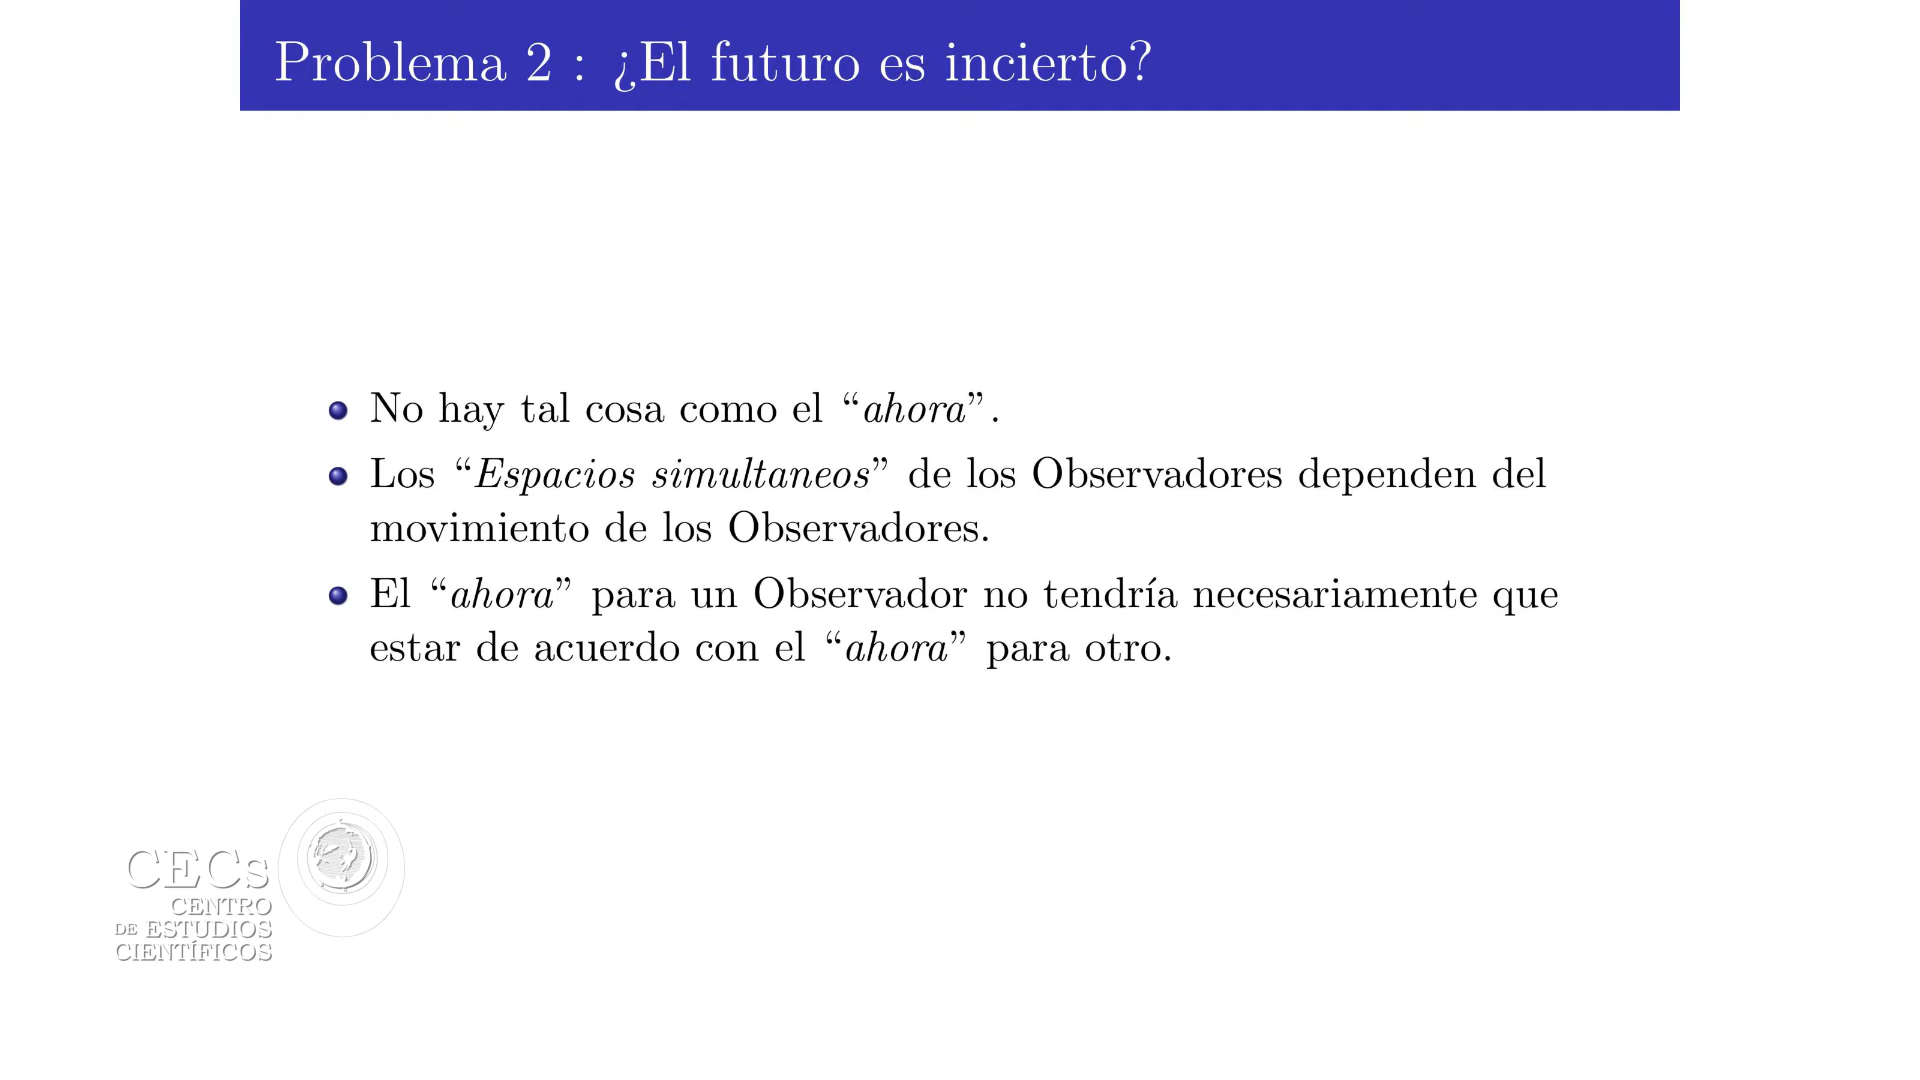 Problema 2 : ¿El futuro es incierto?
No hay tal cosa como el “ahora”.
Los “Espacios simultaneos” de los Observadores dependen del
movimiento de los Observadores.
El “ahora” para un Observador no tendría necesariamente que
estar de acuerdo con el “ahora” para otro.
CECs
CENTRO
DE ESTUDIOS
CIENTÍFICOS